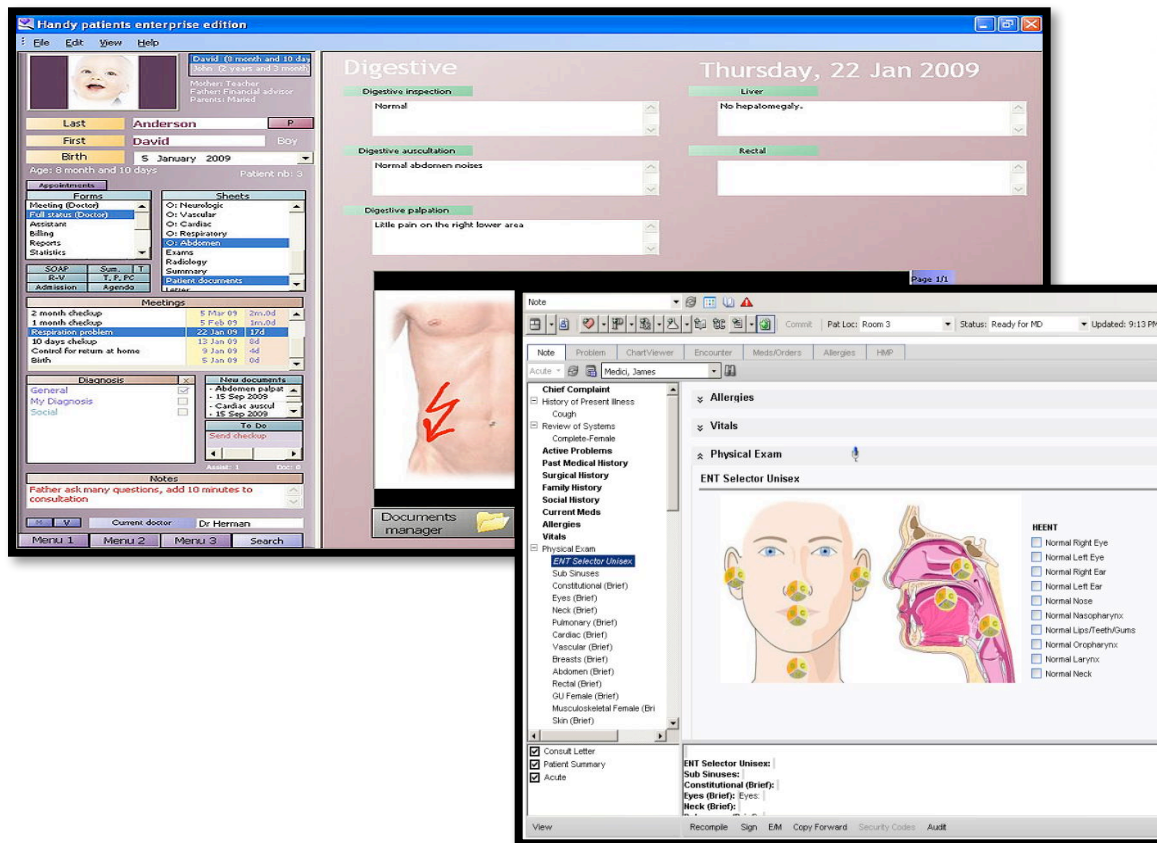 Handy patients enterprise edition
File Edit View Help
David (0 month and 10 day
John (2 years and 3 month)
Mother: Teacher
Father: Financial advisor
Parents: Maried
Last Anderson P
First David Boy
Birth 5 January 2009
Age: 8 month and 10 days Patient nb: 3
Appointments
Forms
Meeting (Doctor)
Full status (Doctor)
Assistant
Billing
Reports
Statistics
Sheets
O: Neurologic
O: Vascular
O: Cardiac
O: Respiratory
O: Abdomen
Exams
Radiology
Summary
Patient documents
Letter
SOAP Sum. T
R-V T, P, PC
Admission Agenda
Meetings
2 month checkup 5 Mar 09 2m.0d
1 month checkup 5 Feb 09 1m.0d
Respiration problem 22 Jan 09 17d
10 days chekup 13 Jan 09 8d
Control for return at home 9 Jan 09 4d
Birth 5 Jan 09 0d
Diagnosis x
General
My Diagnosis
Social
New documents
- Abdomen palpat
- 15 Sep 2009
- Cardiac auscul
- 15 Sep 2009
To Do
Send checkup
Assist: 1 Doc: 0
Notes
Father ask many questions, add 10 minutes to
consultation
M V Current doctor Dr Herman
Menu 1 Menu 2 Menu 3 Search
Digestive Thursday, 22 Jan 2009
Digestive inspection
Normal
Liver
No hepatomegaly.
Digestive auscultation
Normal abdomen noises
Rectal
Digestive palpation
Little pain on the right lower area
Page 1/1
Documents
manager
Note
Commit Pat Loc: Room 3 Status: Ready for MD Updated: 9:13 PM
Note Problem ChartViewer Encounter Meds/Orders Allergies HMP
Acute Medici, James
Chief Complaint
History of Present Illness
Cough
Review of Systems
Complete-Female
Active Problems
Past Medical History
Surgical History
Family History
Social History
Current Meds
Allergies
Vitals
Physical Exam
ENT Selector Unisex
Sub Sinuses
Constitutional (Brief)
Eyes (Brief)
Neck (Brief)
Pulmonary (Brief)
Cardiac (Brief)
Vascular (Brief)
Breasts (Brief)
Abdomen (Brief)
Rectal (Brief)
GU Female (Brief)
Musculoskeletal Female (Bri
Skin (Brief)
Allergies
Vitals
Physical Exam
ENT Selector Unisex
HEENT
Normal Right Eye
Normal Left Eye
Normal Right Ear
Normal Left Ear
Normal Nose
Normal Nasopharynx
Normal Lips/Teeth/Gums
Normal Oropharynx
Normal Larynx
Normal Neck
Consult Letter
Patient Summary
Acute
ENT Selector Unisex:
Sub Sinuses:
Constitutional (Brief):
Eyes (Brief): Eyes:
Neck (Brief):
View Recompile Sign E/M Copy Forward Security Codes Audit